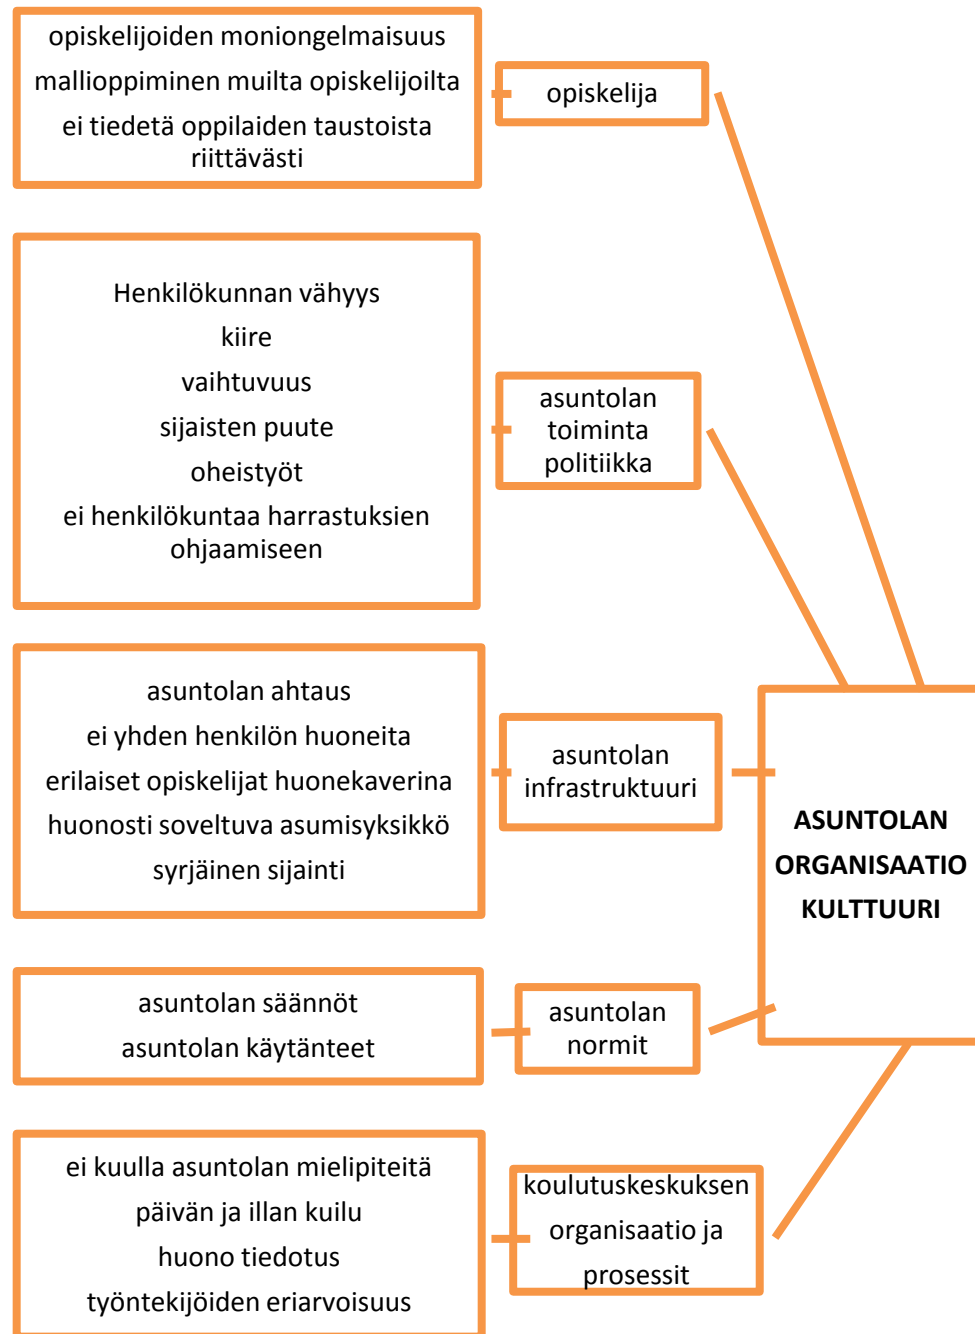 opiskelijoiden moniongelmaisuus
mallioppiminen muilta opiskelijoilta
ei tiedetä oppilaiden taustoista
riittävästi
opiskelija
Henkilökunnan vähyys
kiire
vaihtuvuus
sijaisten puute
oheistyöt
ei henkilökuntaa harrastuksien
ohjaamiseen
asuntolan
toiminta
politiikka
asuntolan ahtaus
ei yhden henkilön huoneita
erilaiset opiskelijat huonekaverina
huonosti soveltuva asumisyksikkö
syrjäinen sijainti
asuntolan
infrastruktuuri
asuntolan säännöt
asuntolan käytänteet
asuntolan
normit
ei kuulla asuntolan mielipiteitä
päivän ja illan kuilu
huono tiedotus
työntekijöiden eriarvoisuus
koulutuskeskuksen
organisaatio ja
prosessit
ASUNTOLAN
ORGANISAATIO
KULTTUURI